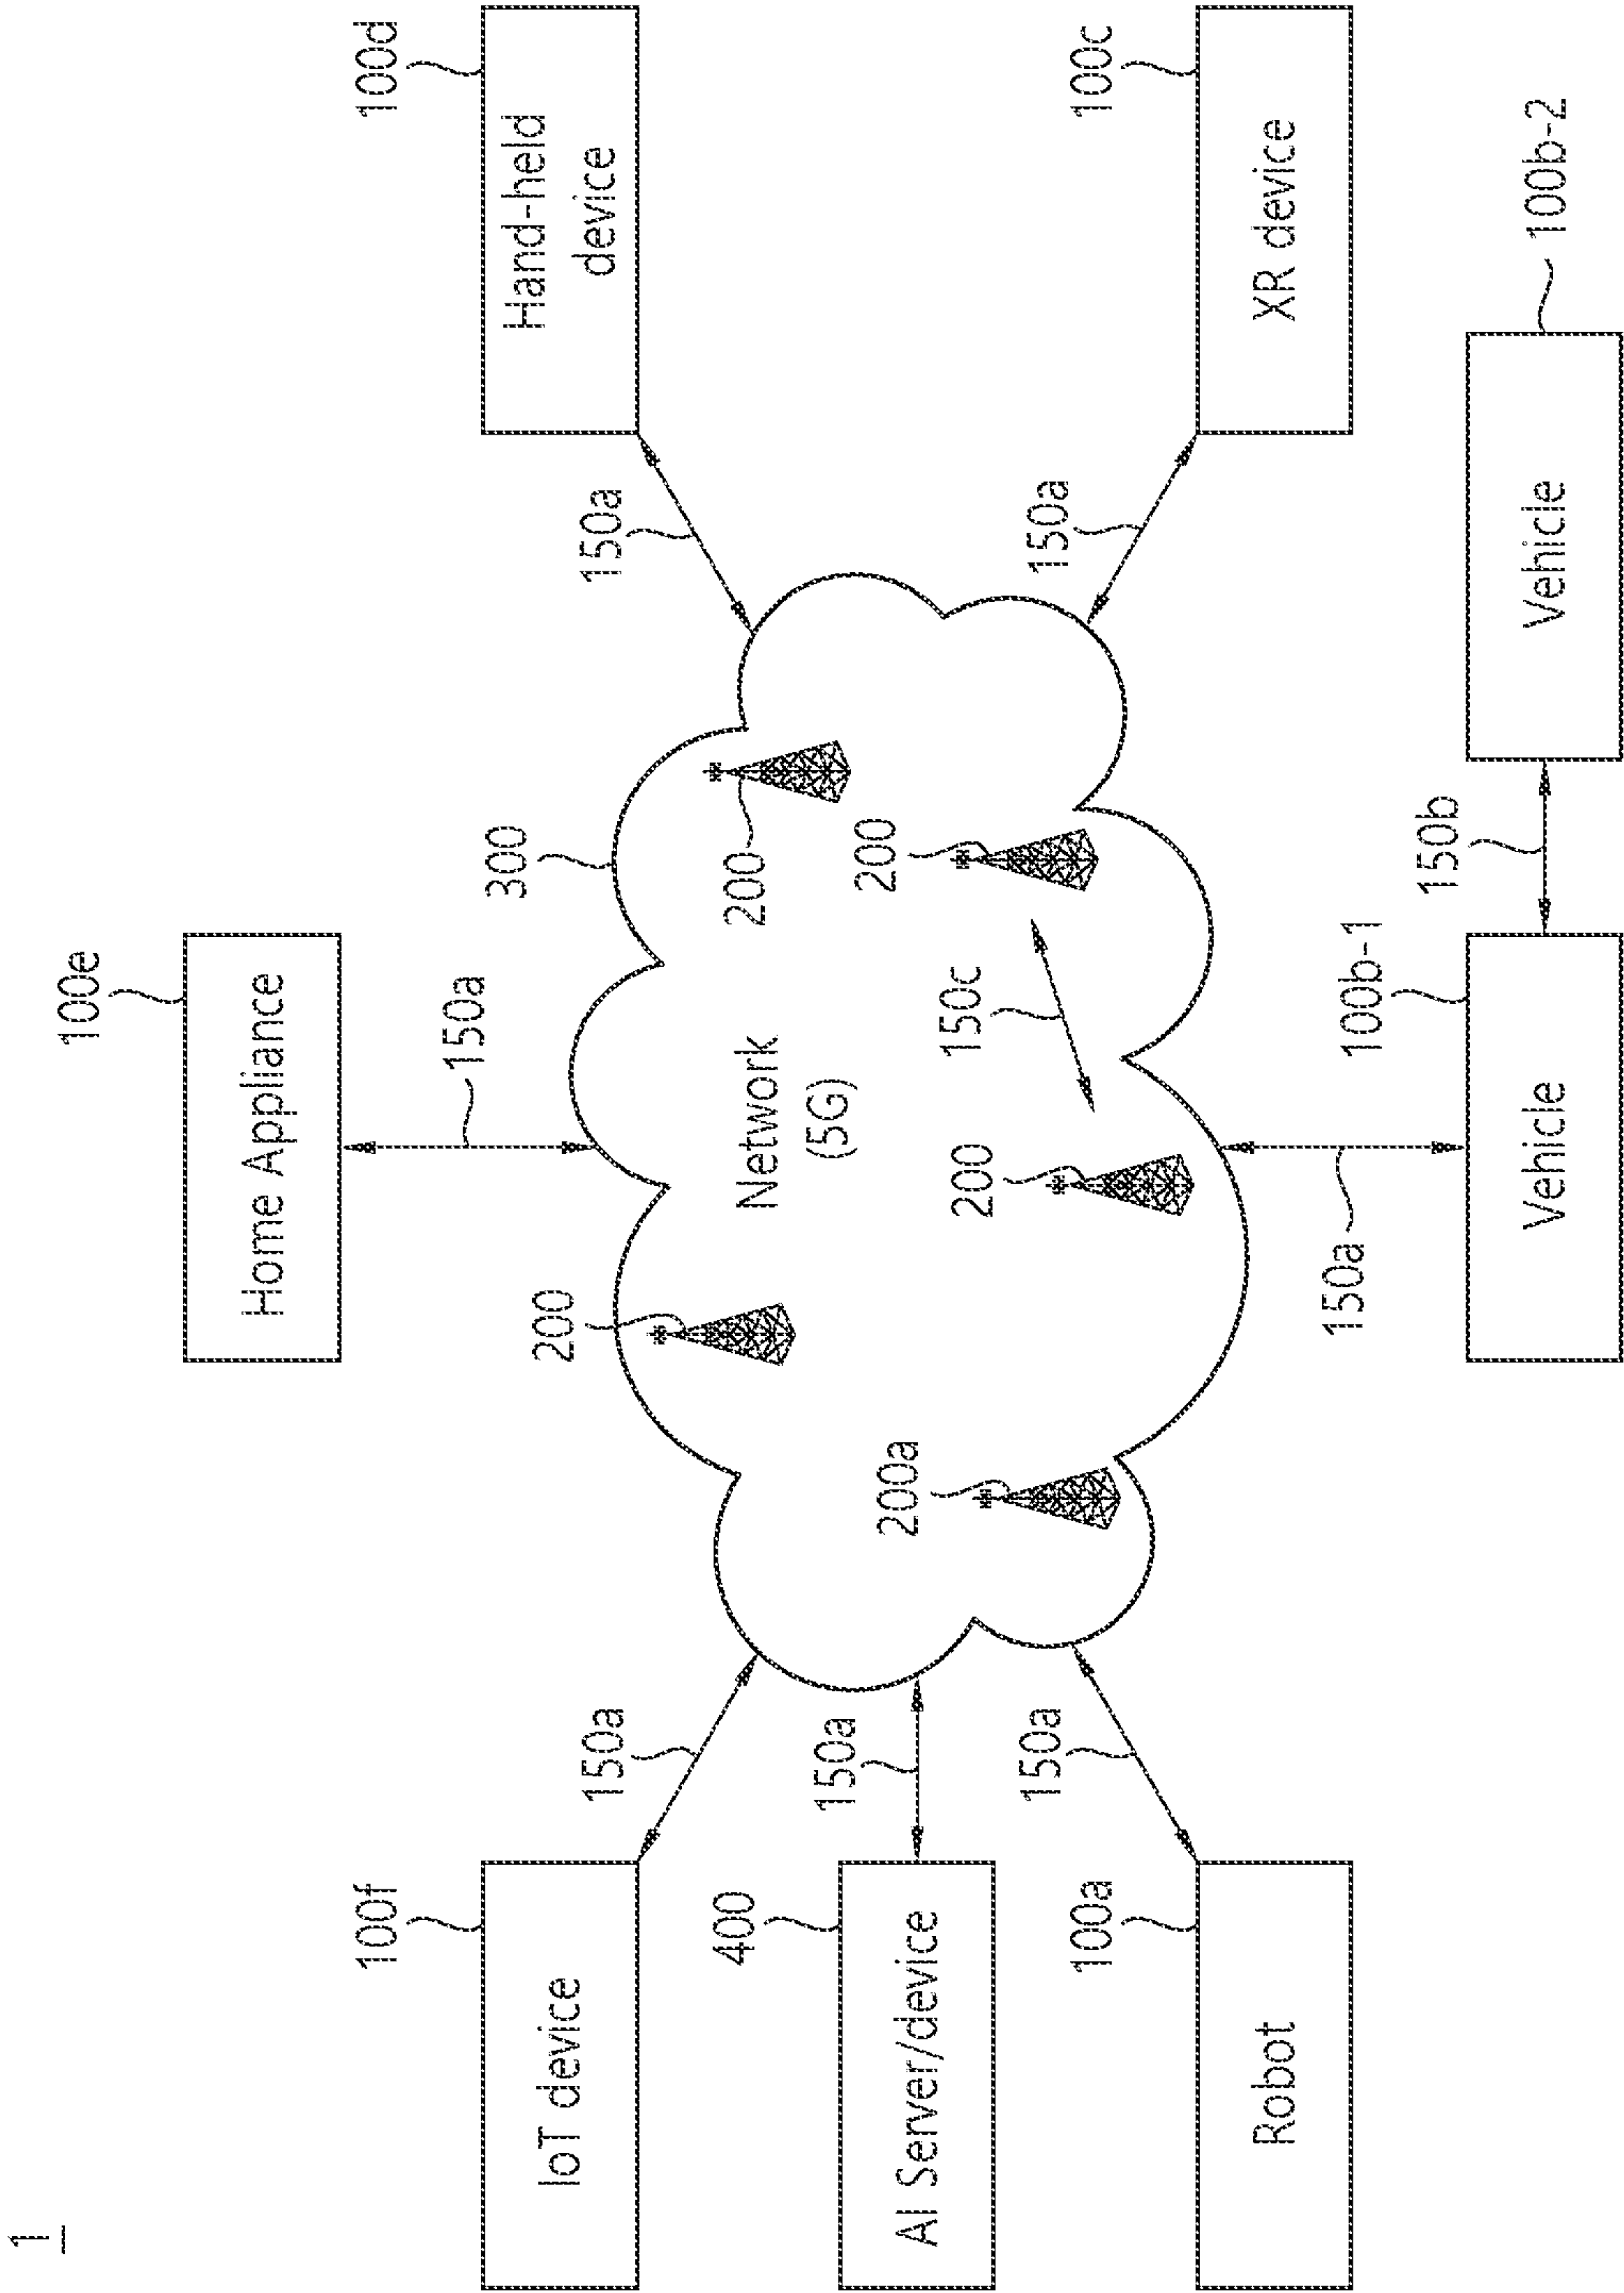 1
100e
Home Appliance
150a
100f
IoT device
150a
300
100d
Hand-held
device
150a
200
200
Network
(5G)
400
AI Server/device
150a
200a
200
150c
200
100a
Robot
150a
150a
100c
XR device
150a
100b-1
Vehicle
150b
100b-2
Vehicle